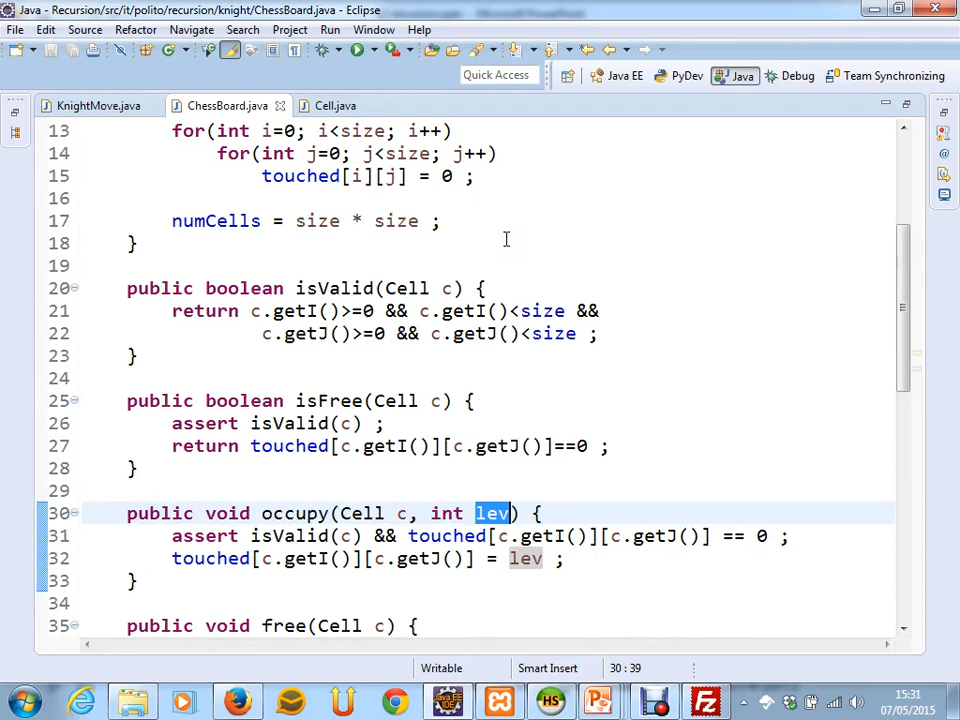 Java - Recursion/src/it/polito/recursion/knight/ChessBoard.java - Eclipse
File Edit Source Refactor Navigate Search Project Run Window Help
Quick Access Java EE PyDev Java Debug Team Synchronizing
KnightMove.java ChessBoard.java Cell.java
13 for(int i=0; i<size; i++)
14 for(int j=0; j<size; j++)
15 touched[i][j] = 0 ;
16
17 numCells = size * size ;
18 }
19
20 public boolean isValid(Cell c) {
21 return c.getI()>=0 && c.getI()<size &&
22 c.getJ()>=0 && c.getJ()<size ;
23 }
24
25 public boolean isFree(Cell c) {
26 assert isValid(c) ;
27 return touched[c.getI()][c.getJ()]==0 ;
28 }
29
30 public void occupy(Cell c, int lev) {
31 assert isValid(c) && touched[c.getI()][c.getJ()] == 0 ;
32 touched[c.getI()][c.getJ()] = lev ;
33 }
34
35 public void free(Cell c) {
Writable Smart Insert 30 : 39
15:31
07/05/2015